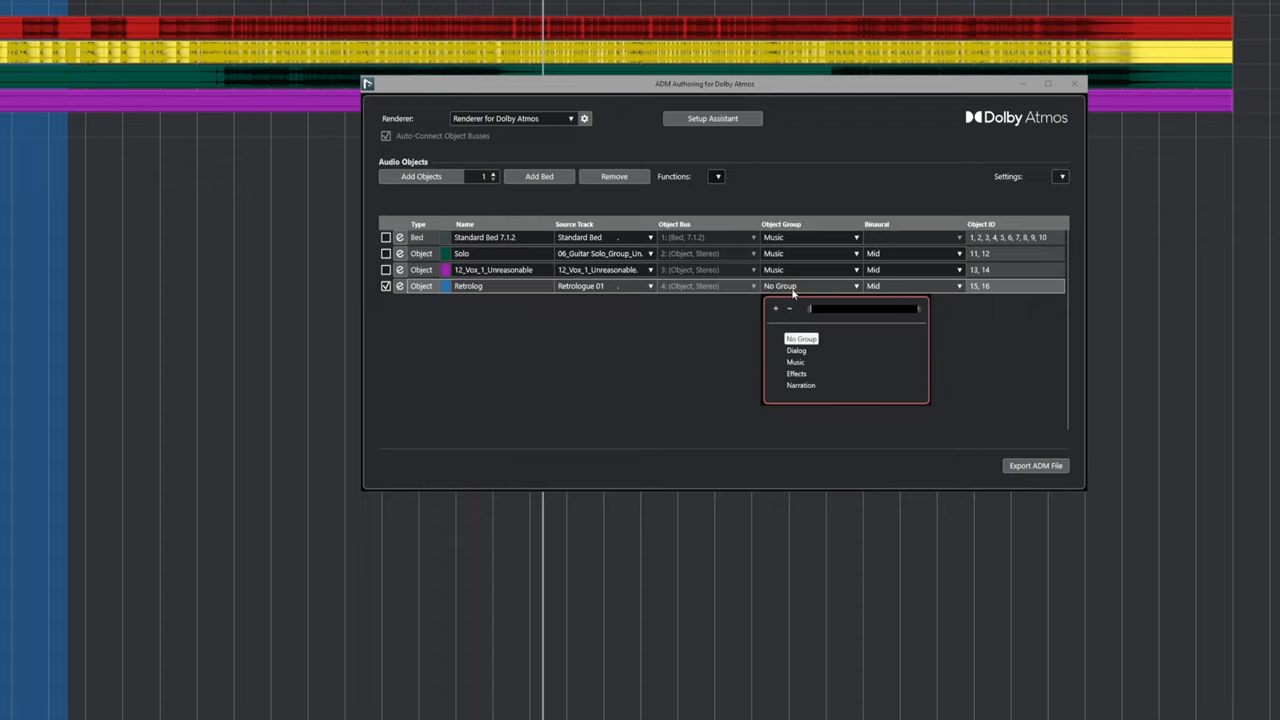 ADM Authoring for Dolby Atmos
Renderer: Renderer for Dolby Atmos Setup Assistant Dolby Atmos
Auto-Connect Object Busses
Audio Objects
Add Objects 1 Add Bed Remove Functions: Settings:
Type Name Source Track Object Bus Object Group Binaural Object ID
Bed Standard Bed 7.1.2 Standard Bed . 1: (Bed, 7.1.2) Music 1, 2, 3, 4, 5, 6, 7, 8, 9, 10
Object Solo 06_Guitar Solo_Group_Un. 2: (Object, Stereo) Music Mid 11, 12
Object 12_Vox_1_Unreasonable 12_Vox_1_Unreasonable. 3: (Object, Stereo) Music Mid 13, 14
Object Retrolog Retrologue 01 . 4: (Object, Stereo) No Group Mid 15, 16
+ −
No Group
Dialog
Music
Effects
Narration
Export ADM File